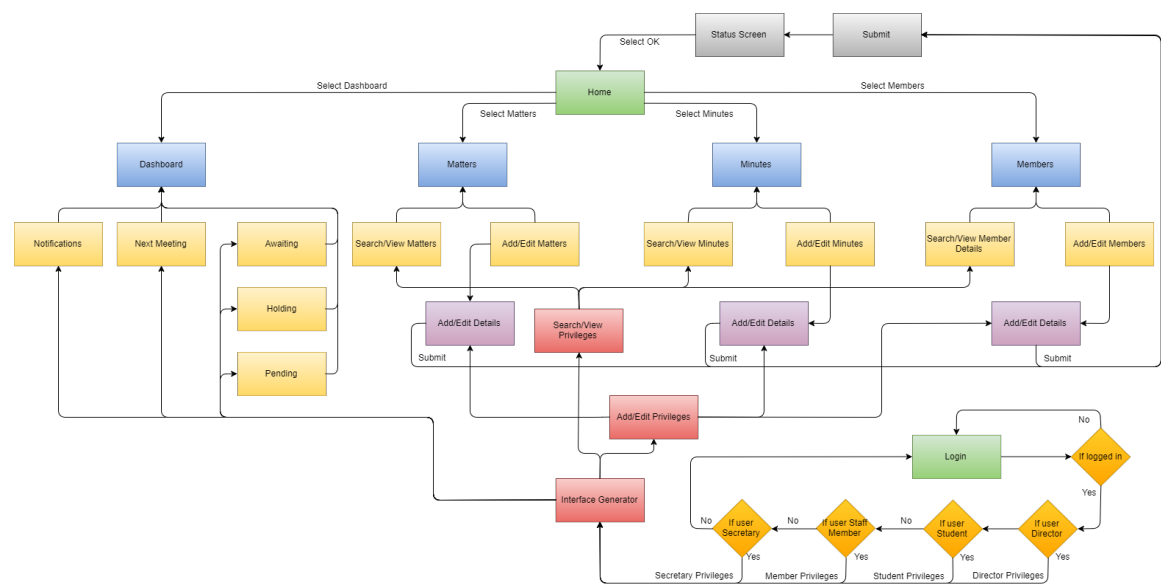 Status Screen
Submit
Select OK
Home
Select Dashboard
Select Members
Select Matters
Select Minutes
Dashboard
Matters
Minutes
Members
Notifications
Next Meeting
Awaiting
Search/View Matters
Add/Edit Matters
Search/View Minutes
Add/Edit Minutes
Search/View Member
Details
Add/Edit Members
Holding
Add/Edit Details
Search/View
Privileges
Add/Edit Details
Add/Edit Details
Submit
Submit
Submit
Pending
Add/Edit Privileges
No
Login
If logged in
Yes
Interface Generator
No
If user
Secretary
No
If user Staff
Member
No
If user
Student
If user
Director
Yes
Yes
Yes
Yes
Secretary Privileges
Member Privileges
Student Privileges
Director Privileges